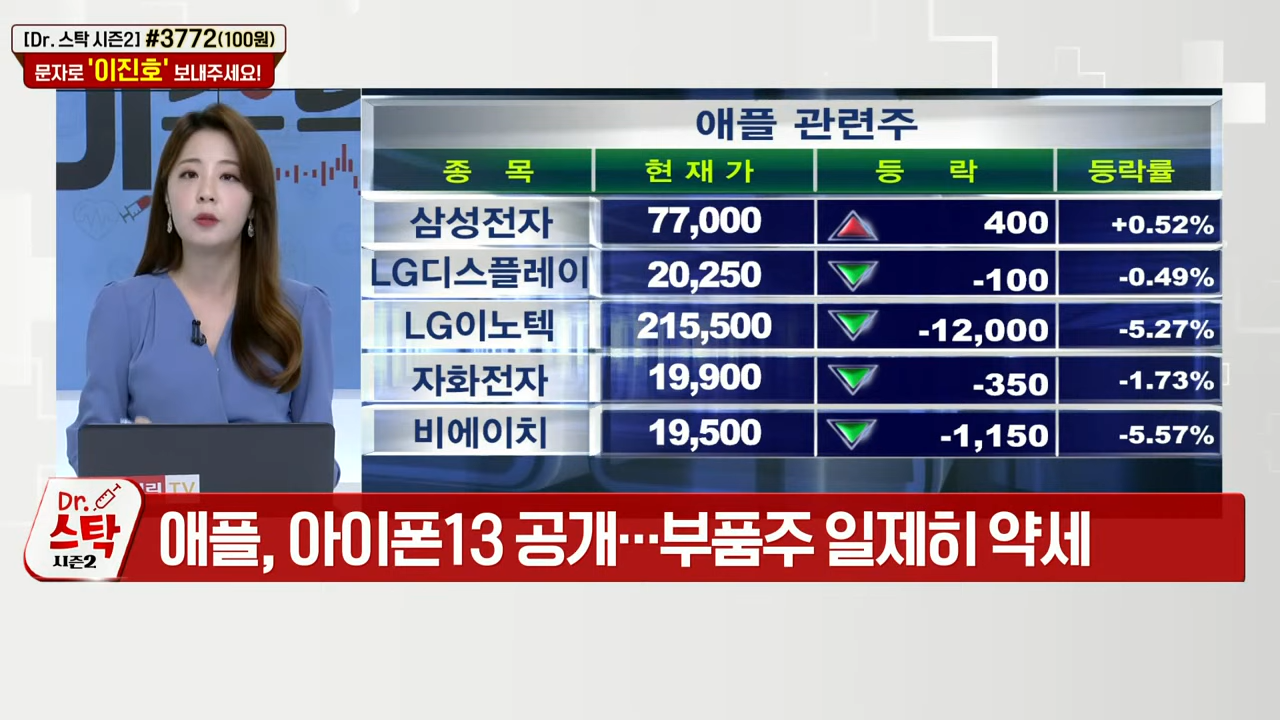 [Dr. 스탁 시즌2] #3772(100원)
문자로 '이진호' 보내주세요!
애플 관련주
종 목 현 재 가 등 락 등락률
삼성전자 77,000 400 +0.52%
LG디스플레이 20,250 -100 -0.49%
LG이노텍 215,500 -12,000 -5.27%
자화전자 19,900 -350 -1.73%
비에이치 19,500 -1,150 -5.57%
TV
Dr.
스탁
시즌2
애플, 아이폰13 공개…부품주 일제히 약세